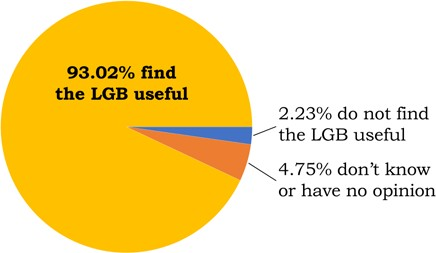 93.02% find
the LGB useful
2.23% do not find
the LGB useful
4.75% don’t know
or have no opinion